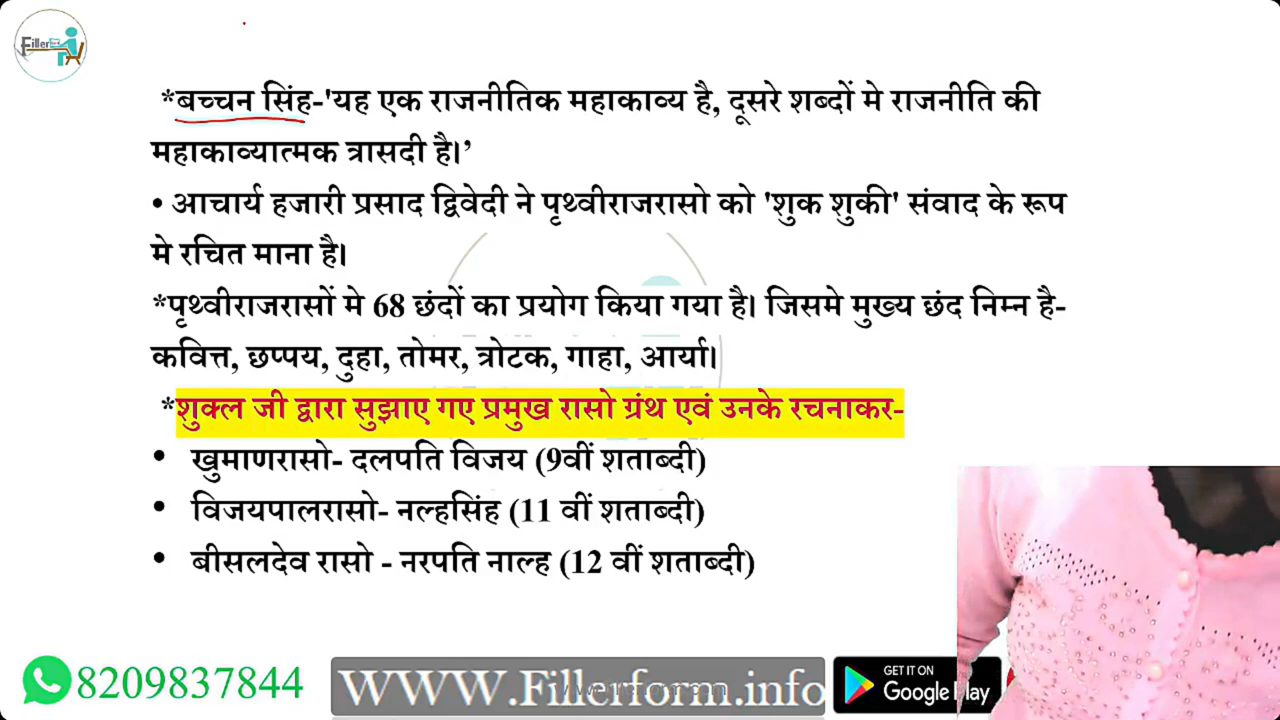 Filler
*बच्चन सिंह-'यह एक राजनीतिक महाकाव्य है, दूसरे शब्दों मे राजनीति की
महाकाव्यात्मक त्रासदी है।’
• आचार्य हजारी प्रसाद द्विवेदी ने पृथ्वीराजरासो को 'शुक शुकी' संवाद के रूप
मे रचित माना है।
*पृथ्वीराजरासों मे 68 छंदों का प्रयोग किया गया है। जिसमे मुख्य छंद निम्न है-
कवित्त, छप्पय, दुहा, तोमर, त्रोटक, गाहा, आर्या।
*शुक्ल जी द्वारा सुझाए गए प्रमुख रासो ग्रंथ एवं उनके रचनाकर-
• खुमाणरासो- दलपति विजय (9वीं शताब्दी)
• विजयपालरासो- नल्हसिंह (11 वीं शताब्दी)
• बीसलदेव रासो - नरपति नाल्ह (12 वीं शताब्दी)
8209837844
WWW.Fillerform.info
GET IT ON
Google Play